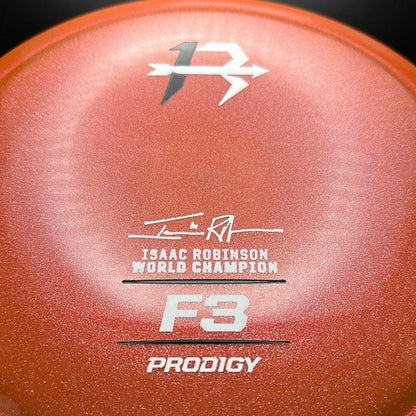 ISAAC ROBINSON
WORLD CHAMPION
F3
PRODIGY